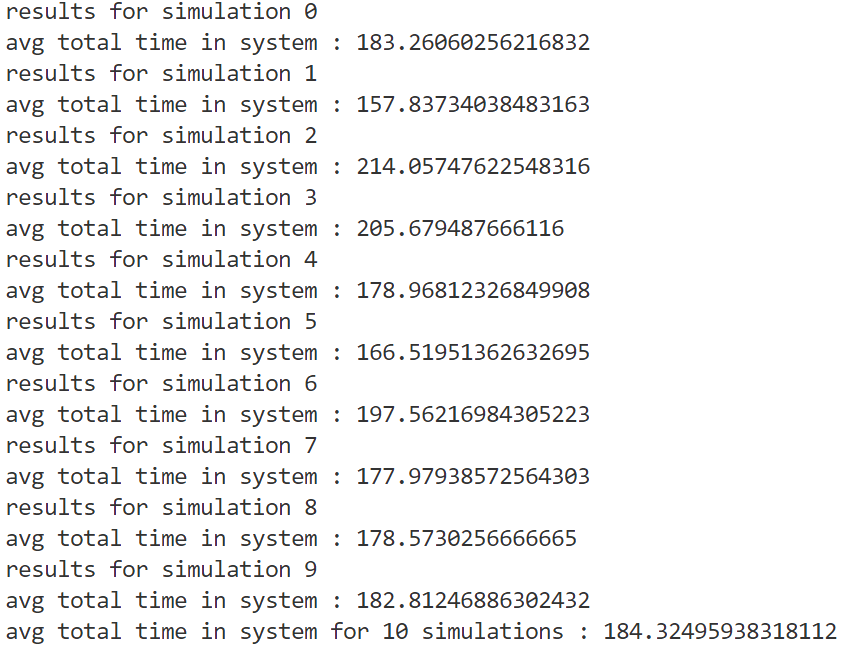 results for simulation 0
avg total time in system : 183.26060256216832
results for simulation 1
avg total time in system : 157.83734038483163
results for simulation 2
avg total time in system : 214.05747622548316
results for simulation 3
avg total time in system : 205.679487666116
results for simulation 4
avg total time in system : 178.96812326849908
results for simulation 5
avg total time in system : 166.51951362632695
results for simulation 6
avg total time in system : 197.56216984305223
results for simulation 7
avg total time in system : 177.97938572564303
results for simulation 8
avg total time in system : 178.5730256666665
results for simulation 9
avg total time in system : 182.81246886302432
avg total time in system for 10 simulations : 184.32495938318112